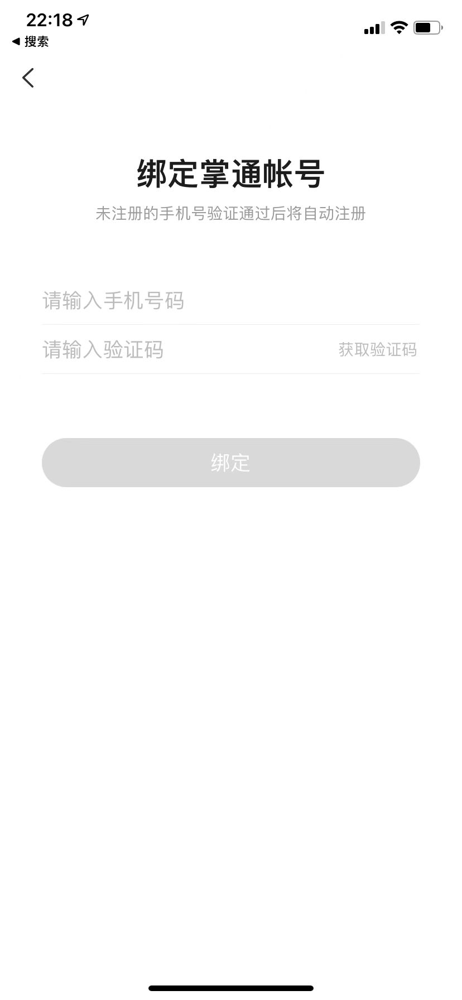 22:18
搜索
绑定掌通帐号
未注册的手机号验证通过后将自动注册
请输入手机号码
请输入验证码 获取验证码
绑定